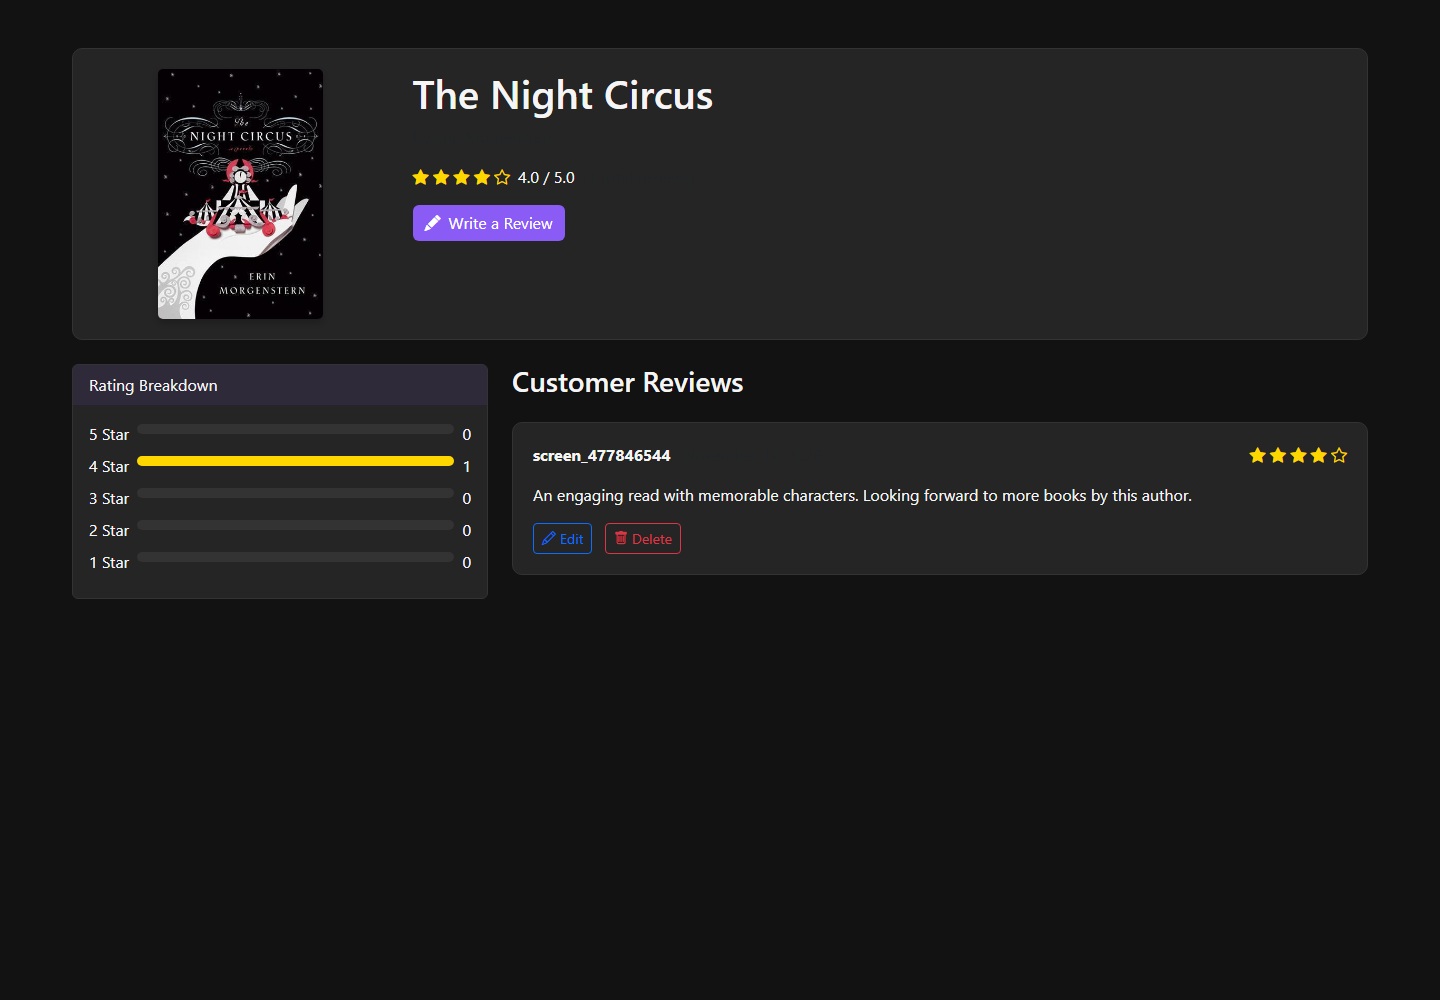 The
NIGHT CIRCUS
ERIN
MORGENSTERN
The Night Circus
4.0 / 5.0
Write a Review
Rating Breakdown
5 Star 0
4 Star 1
3 Star 0
2 Star 0
1 Star 0
Customer Reviews
screen_477846544
An engaging read with memorable characters. Looking forward to more books by this author.
Edit Delete